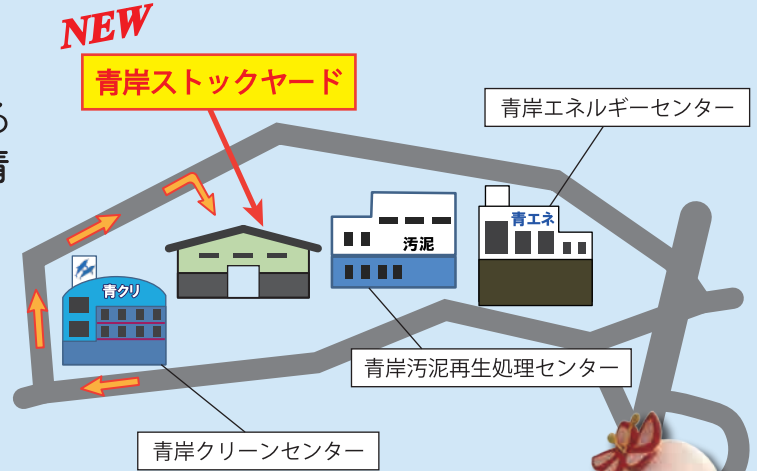 NEW
青岸ストックヤード
る
青
青岸エネルギーセンター
青エネ
汚泥
青クリ
青岸汚泥再生処理センター
青岸クリーンセンター